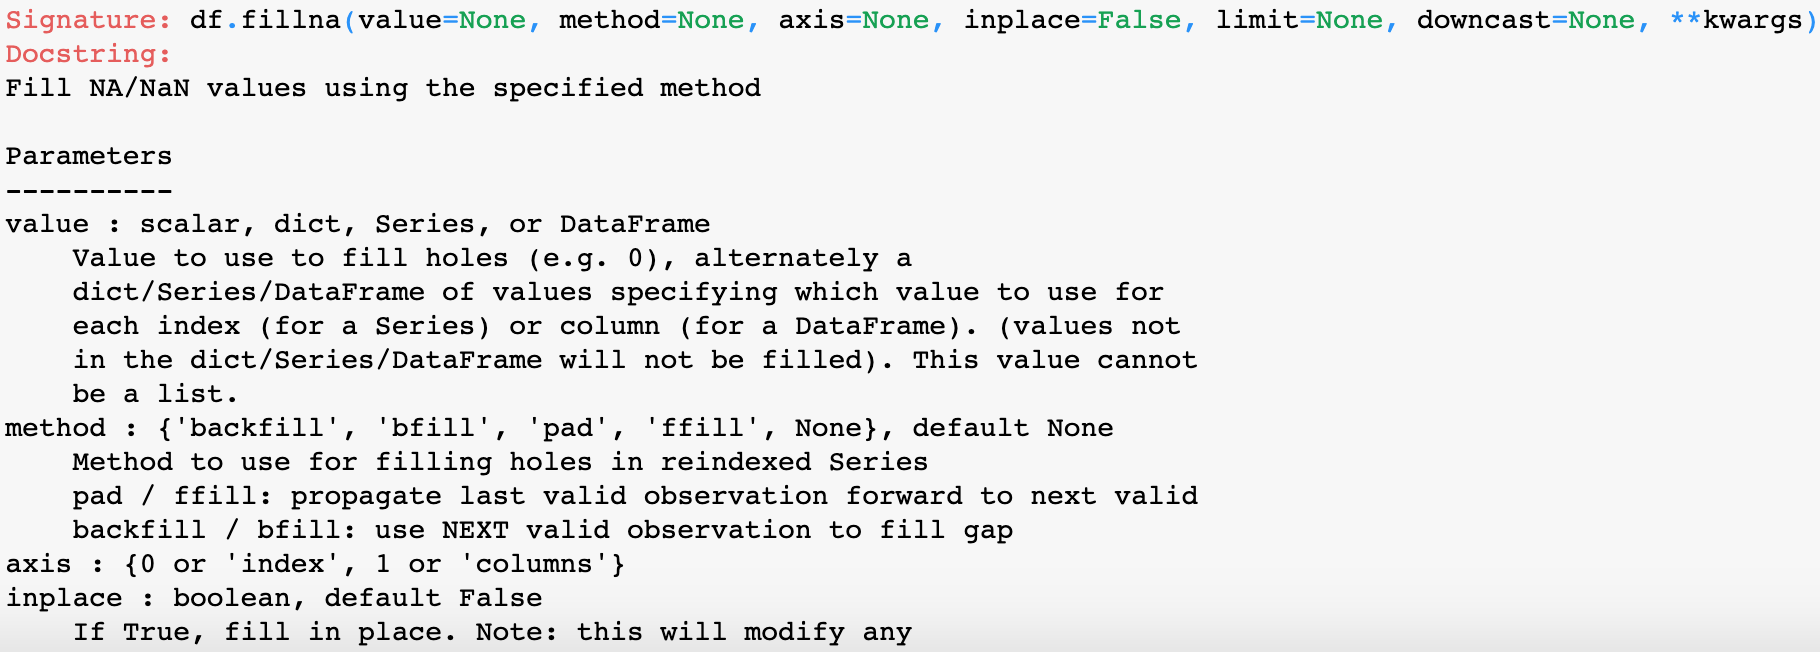 Signature: df.fillna(value=None, method=None, axis=None, inplace=False, limit=None, downcast=None, **kwargs)
Docstring:
Fill NA/NaN values using the specified method

Parameters
----------
value : scalar, dict, Series, or DataFrame
    Value to use to fill holes (e.g. 0), alternately a
    dict/Series/DataFrame of values specifying which value to use for
    each index (for a Series) or column (for a DataFrame). (values not
    in the dict/Series/DataFrame will not be filled). This value cannot
    be a list.
method : {'backfill', 'bfill', 'pad', 'ffill', None}, default None
    Method to use for filling holes in reindexed Series
    pad / ffill: propagate last valid observation forward to next valid
    backfill / bfill: use NEXT valid observation to fill gap
axis : {0 or 'index', 1 or 'columns'}
inplace : boolean, default False
    If True, fill in place. Note: this will modify any